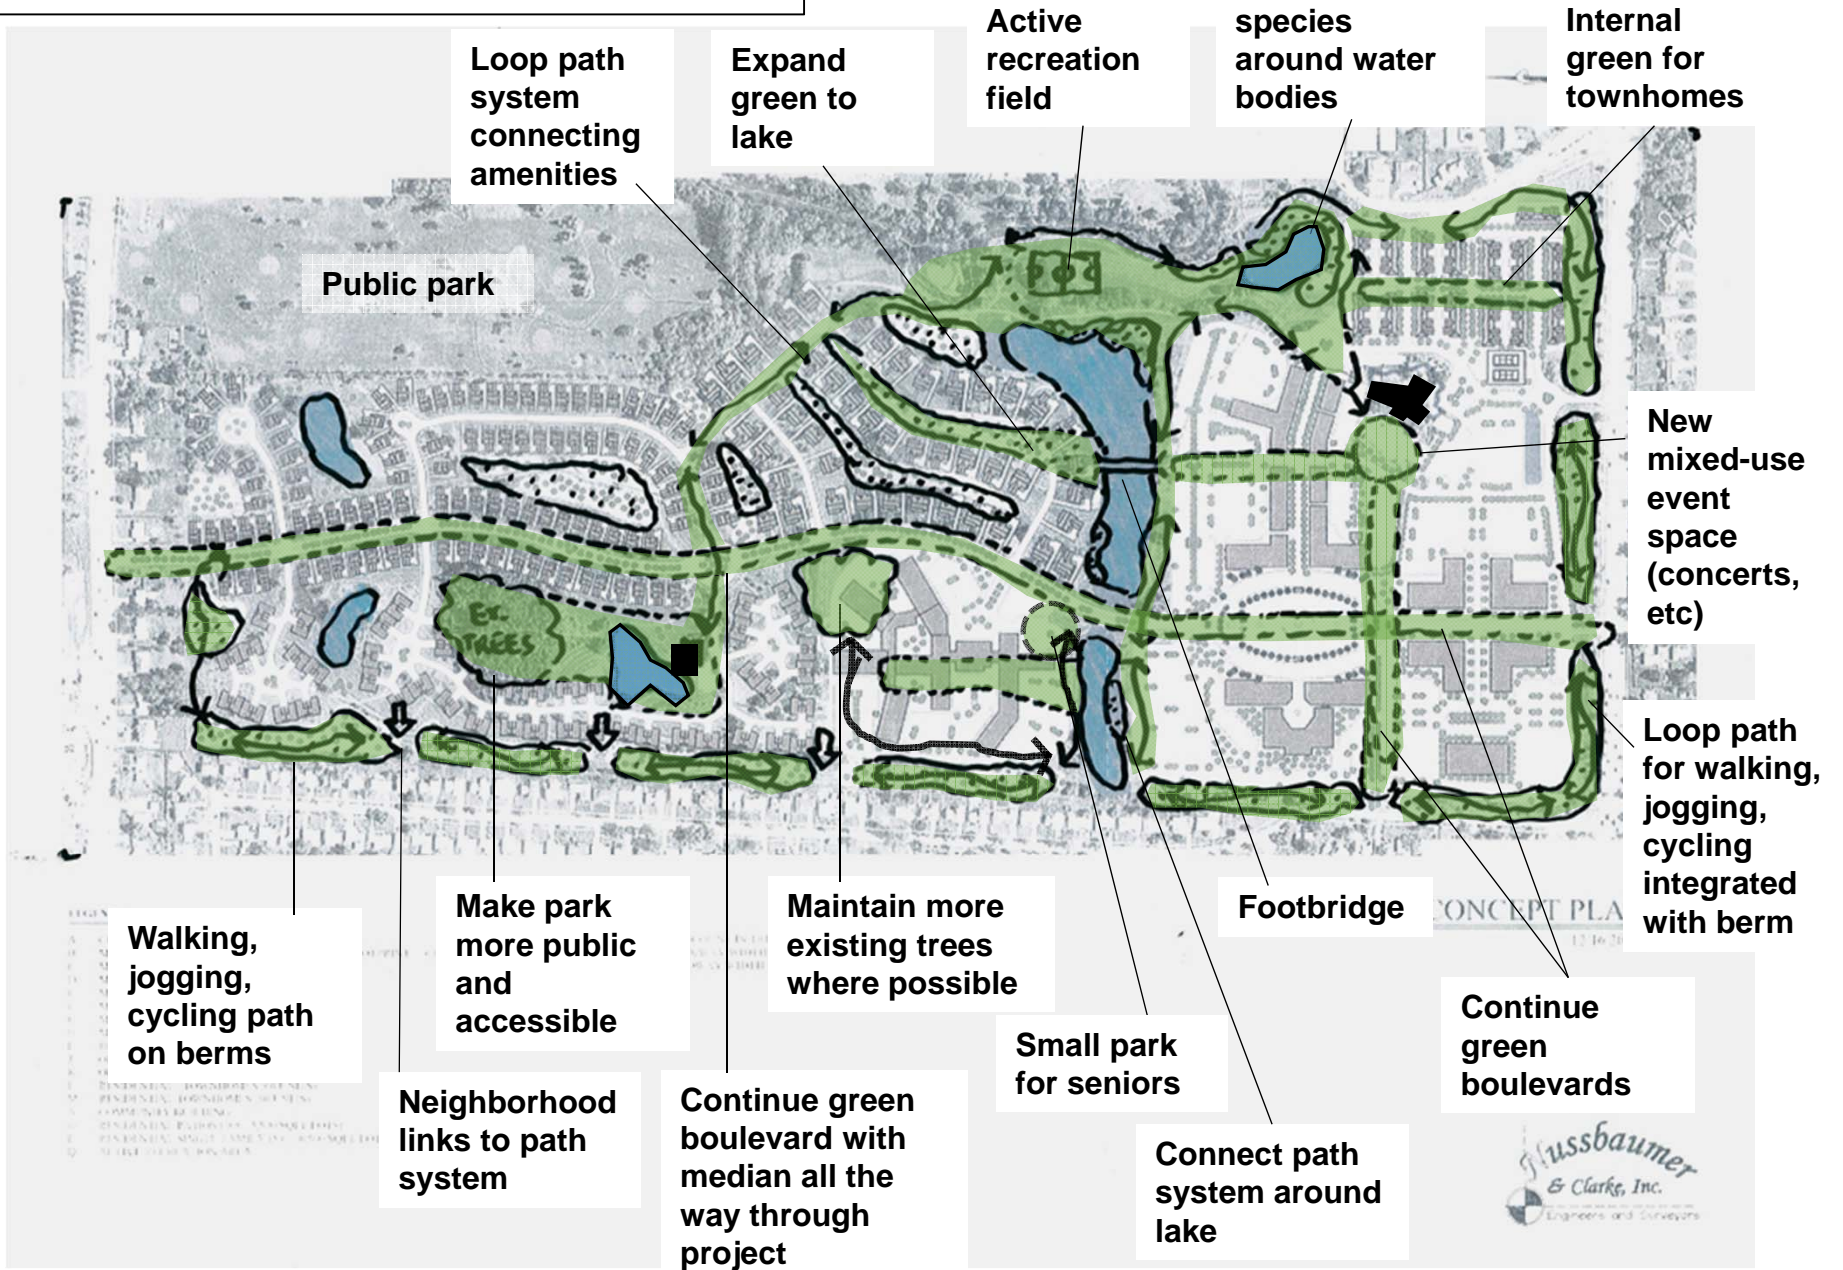 Loop path
system
connecting
amenities
Expand
green to
lake
Active
recreation
field
species
around water
bodies
Internal
green for
townhomes
Public park
New
mixed-use
event
space
(concerts,
etc)
EX.
TREES
Loop path
for walking,
jogging,
cycling
integrated
with berm
Walking,
jogging,
cycling path
on berms
Make park
more public
and
accessible
Maintain more
existing trees
where possible
Footbridge
CONCEPT PLA
Continue
green
boulevards
Small park
for seniors
Neighborhood
links to path
system
Continue green
boulevard with
median all the
way through
project
Connect path
system around
lake
Nussbaumer
& Clarke, Inc.
Engineers and Surveyors